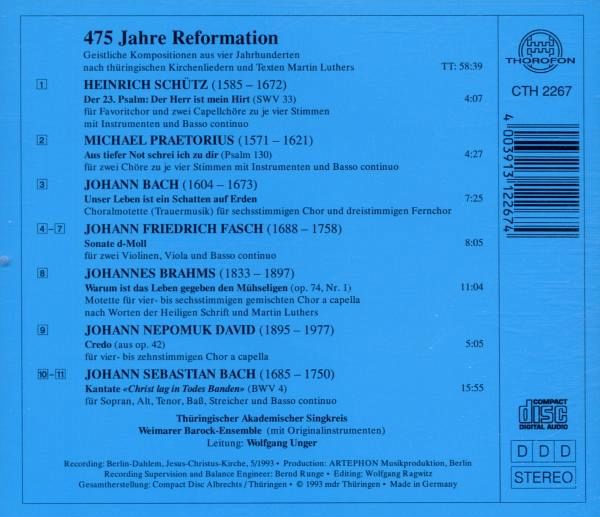 475 Jahre Reformation
Geistliche Kompositionen aus vier Jahrhunderten
nach thüringischen Kirchenliedern und Texten Martin Luthers TT: 58:39
THOROFON
CTH 2267
4 003913 122674
1 HEINRICH SCHÜTZ (1585 – 1672)
Der 23. Psalm: Der Herr ist mein Hirt (SWV 33) 4:07
für Favoritchor und zwei Capellchöre zu je vier Stimmen
mit Instrumenten und Basso continuo
2 MICHAEL PRAETORIUS (1571 – 1621)
Aus tiefer Not schrei ich zu dir (Psalm 130) 4:27
für zwei Chöre zu je vier Stimmen mit Instrumenten und Basso continuo
3 JOHANN BACH (1604 – 1673)
Unser Leben ist ein Schatten auf Erden 7:25
Choralmotette (Trauermusik) für sechsstimmigen Chor und dreistimmigen Fernchor
4 – 7 JOHANN FRIEDRICH FASCH (1688 – 1758)
Sonate d-Moll 8:05
für zwei Violinen, Viola und Basso continuo
8 JOHANNES BRAHMS (1833 – 1897)
Warum ist das Leben gegeben den Mühseligen (op. 74, Nr. 1) 11:04
Motette für vier- bis sechsstimmigen gemischten Chor a capella
nach Worten der Heiligen Schrift und Martin Luthers
9 JOHANN NEPOMUK DAVID (1895 – 1977)
Credo (aus op. 42) 5:05
für vier- bis zehnstimmigen Chor a capella
10 – 11 JOHANN SEBASTIAN BACH (1685 – 1750)
Kantate «Christ lag in Todes Banden» (BWV 4) 15:55
für Sopran, Alt, Tenor, Baß, Streicher und Basso continuo
Thüringischer Akademischer Singkreis
Weimarer Barock-Ensemble (mit Originalinstrumenten)
Leitung: Wolfgang Unger
COMPACT
disc
DIGITAL AUDIO
D D D
STEREO
Recording: Berlin-Dahlem, Jesus-Christus-Kirche, 5/1993 • Production: ARTEPHON Musikproduktion, Berlin
Recording Supervision and Balance Engineer: Bernd Runge • Editing: Wolfgang Ragwitz
Gesamtherstellung: Compact Disc Albrechts / Thüringen • ℗ 1993 mdr Thüringen • Made in Germany